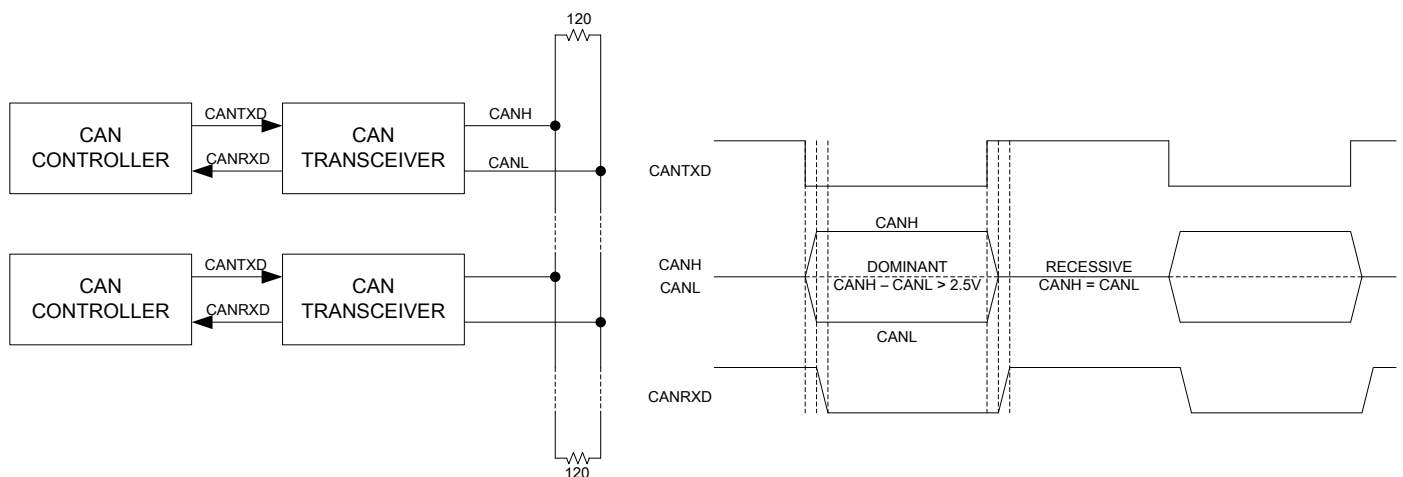 120
CAN
CONTROLLER
CANTXD
CANRXD
CAN
TRANSCEIVER
CANH
CANL
CAN
CONTROLLER
CANTXD
CANRXD
CAN
TRANSCEIVER
120
CANTXD
CANH
CANL
CANH
DOMINANT
CANH – CANL > 2.5V
CANL
RECESSIVE
CANH = CANL
CANRXD